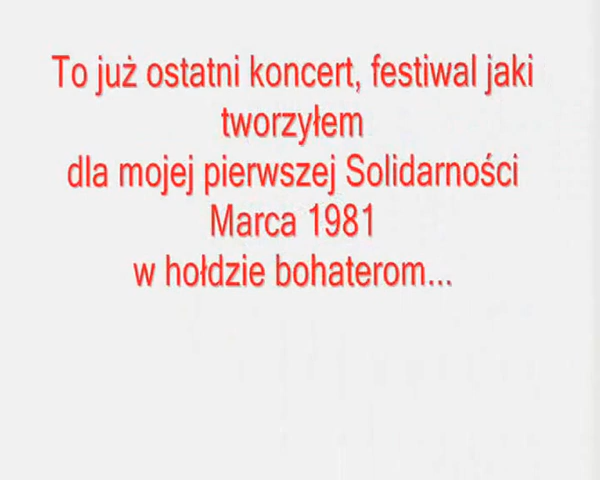 To już ostatni koncert, festiwal jaki
tworzyłem
dla mojej pierwszej Solidarności
Marca 1981
w hołdzie bohaterom...